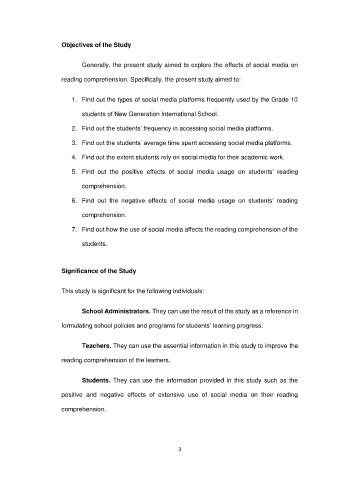 Objectives of the Study
Generally, the present study aimed to explore the effects of social media on
reading comprehension. Specifically, the present study aimed to:
1. Find out the types of social media platforms frequently used by the Grade 10
students of New Generation International School.
2. Find out the students' frequency in accessing social media platforms.
3. Find out the students' average time spent accessing social media platforms.
4. Find out the extent students rely on social media for their academic work.
5. Find out the positive effects of social media usage on students' reading
comprehension.
6. Find out the negative effects of social media usage on students' reading
comprehension.
7. Find out how the use of social media affects the reading comprehension of the
students.
Significance of the Study
This study is significant for the following individuals:
School Administrators. They can use the result of the study as a reference in
formulating school policies and programs for students' learning progress.
Teachers. They can use the essential information in this study to improve the
reading comprehension of the learners.
Students. They can use the information provided in this study such as the
positive and negative effects of extensive use of social media on their reading
comprehension.
3